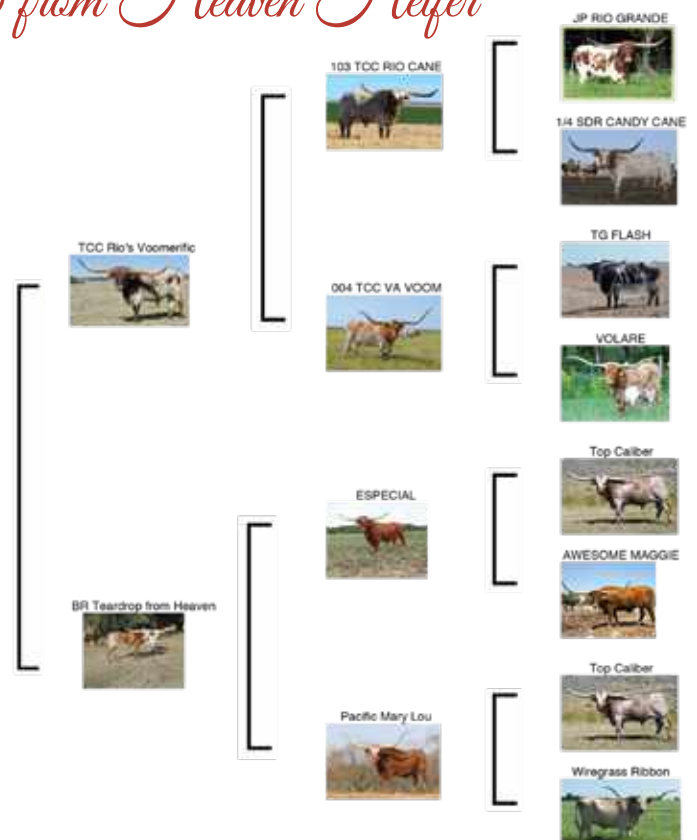 from Heaven Heifer
JP RIO GRANDE
103 TCC RIO CANE
1/4 SDR CANDY CANE
TCC Rio's Voomerific
TG FLASH
004 TCC VA VOOM
VOLARE
Top Caliber
ESPECIAL
AWESOME MAGGIE
BR Teardrop from Heaven
Top Caliber
Pacific Mary Lou
Wiregrass Ribbon